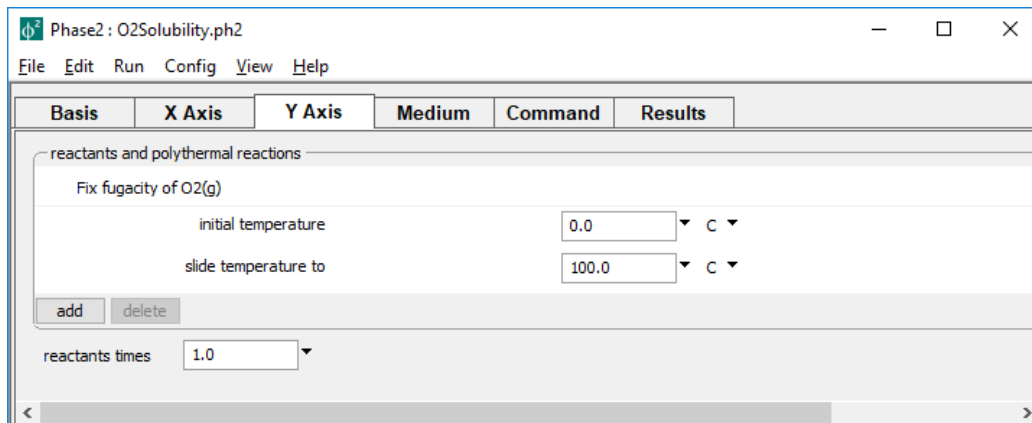 Phase2 : O2Solubility.ph2
File Edit Run Config View Help
Basis X Axis Y Axis Medium Command Results
reactants and polythermal reactions
Fix fugacity of O2(g)
initial temperature 0.0 C
slide temperature to 100.0 C
add delete
reactants times 1.0